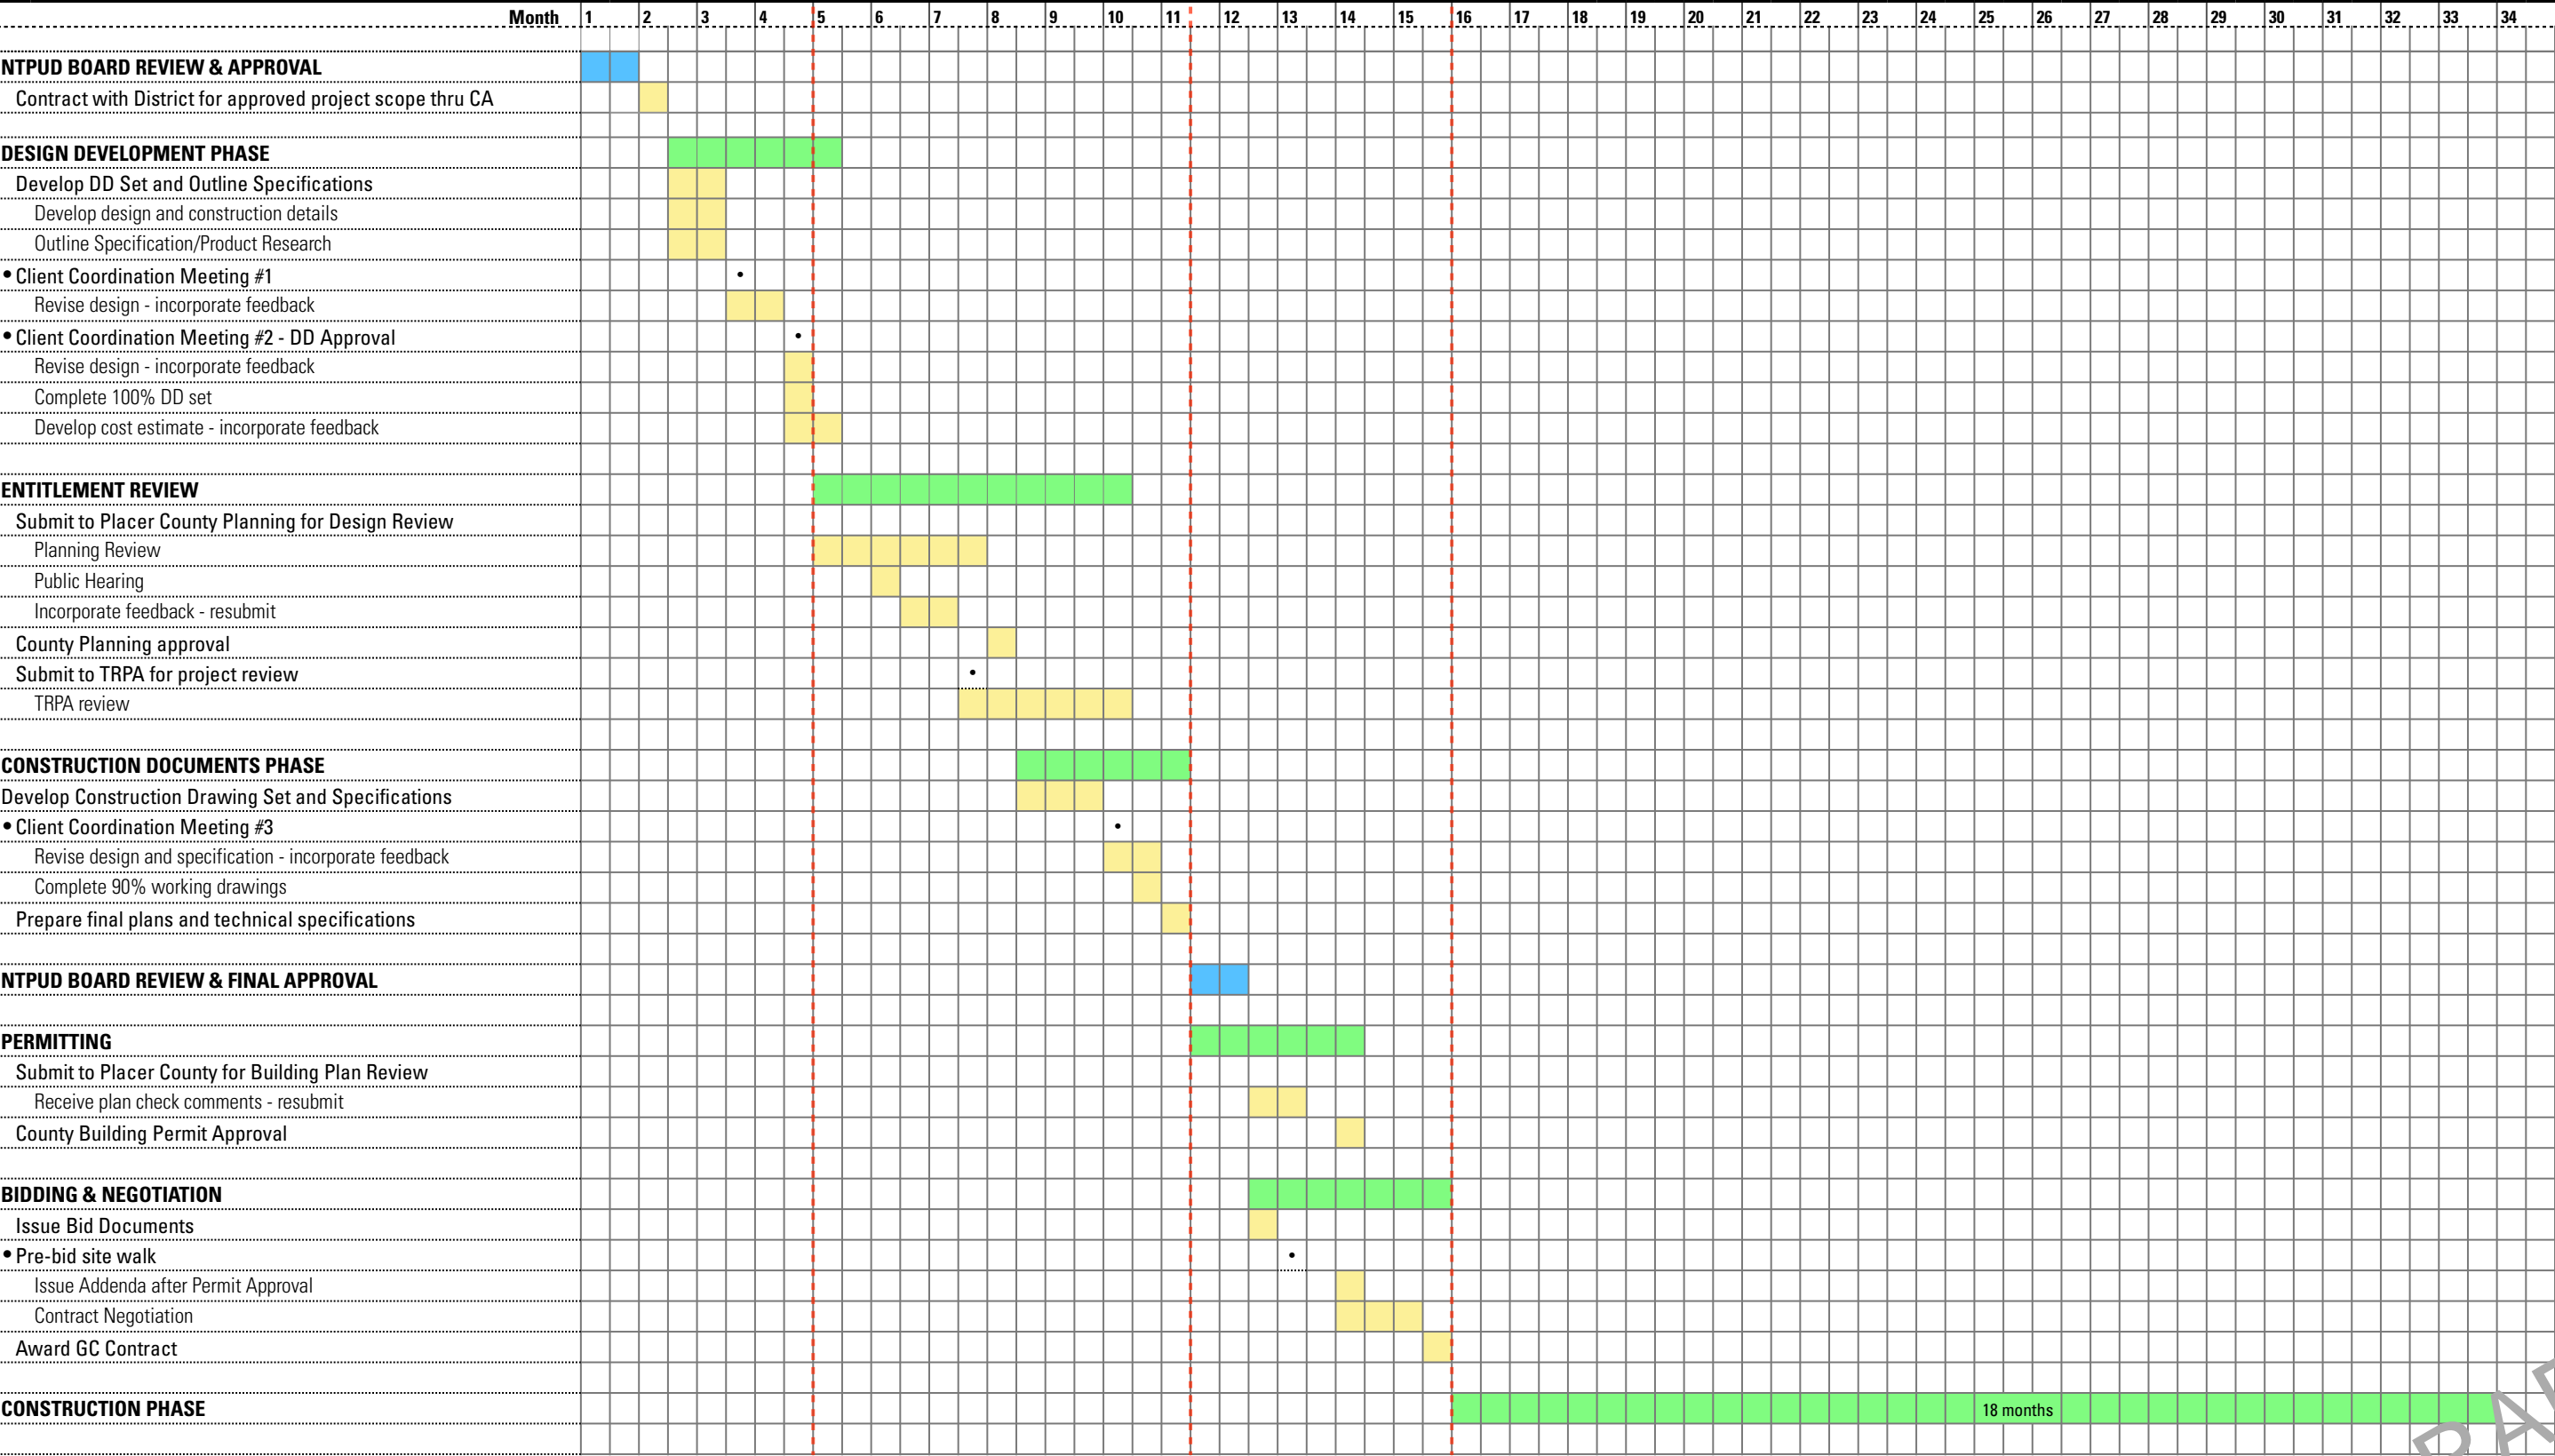 Month 1 2 3 4 5 6 7 8 9 10 11 12 13 14 15 16 17 18 19 20 21 22 23 24 25 26 27 28 29 30 31 32 33 34
NTPUD BOARD REVIEW & APPROVAL
Contract with District for approved project scope thru CA
DESIGN DEVELOPMENT PHASE
Develop DD Set and Outline Specifications
Develop design and construction details
Outline Specification/Product Research
• Client Coordination Meeting #1 •
Revise design - incorporate feedback
• Client Coordination Meeting #2 - DD Approval •
Revise design - incorporate feedback
Complete 100% DD set
Develop cost estimate - incorporate feedback
ENTITLEMENT REVIEW
Submit to Placer County Planning for Design Review
Planning Review
Public Hearing
Incorporate feedback - resubmit
County Planning approval
Submit to TRPA for project review •
TRPA review
CONSTRUCTION DOCUMENTS PHASE
Develop Construction Drawing Set and Specifications
• Client Coordination Meeting #3 •
Revise design and specification - incorporate feedback
Complete 90% working drawings
Prepare final plans and technical specifications
NTPUD BOARD REVIEW & FINAL APPROVAL
PERMITTING
Submit to Placer County for Building Plan Review
Receive plan check comments - resubmit
County Building Permit Approval
BIDDING & NEGOTIATION
Issue Bid Documents
• Pre-bid site walk •
Issue Addenda after Permit Approval
Contract Negotiation
Award GC Contract
CONSTRUCTION PHASE 18 months